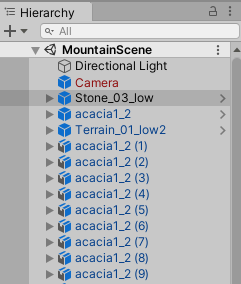 Hierarchy
All
MountainScene
Directional Light
Camera
Stone_03_low
acacia1_2
Terrain_01_low2
acacia1_2 (1)
acacia1_2 (2)
acacia1_2 (3)
acacia1_2 (4)
acacia1_2 (5)
acacia1_2 (6)
acacia1_2 (7)
acacia1_2 (8)
acacia1_2 (9)